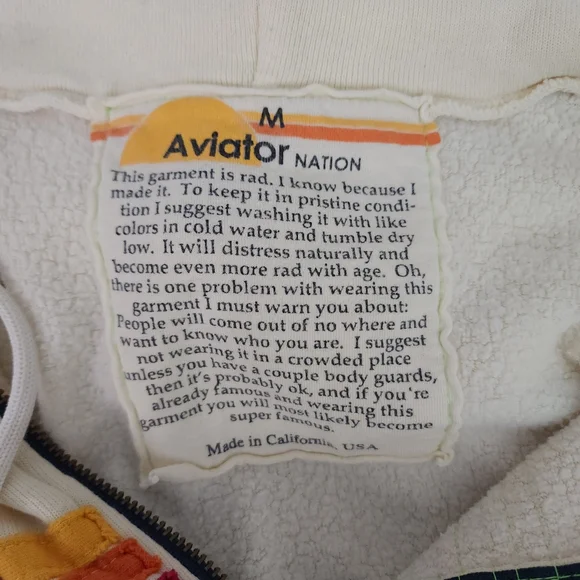 M
Aviator NATION
This garment is rad. I know because I
made it. To keep it in pristine condi-
tion I suggest washing it with like
colors in cold water and tumble dry
low. It will distress naturally and
become even more rad with age. Oh,
there is one problem with wearing this
garment I must warn you about:
People will come out of no where and
want to know who you are. I suggest
not wearing it in a crowded place
unless you have a couple body guards,
then it's probably ok, and if you're
already famous and wearing this
garment you will most likely become
super famous.
Made in California, USA